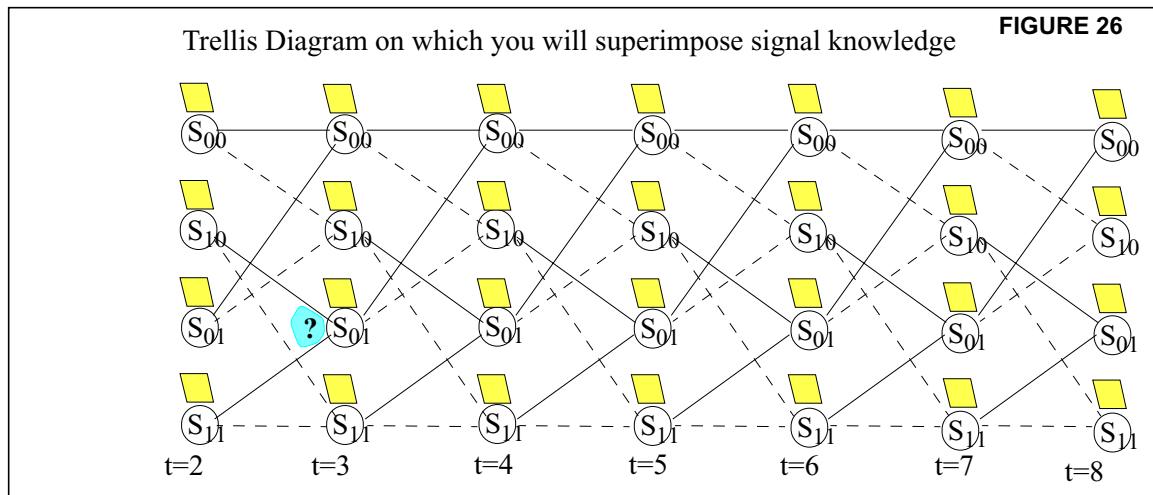 FIGURE 26
Trellis Diagram on which you will superimpose signal knowledge
S00 S00 S00 S00 S00 S00 S00
S10 S10 S10 S10 S10 S10 S10
S01 ? S01 S01 S01 S01 S01 S01
S11 S11 S11 S11 S11 S11 S11
t=2 t=3 t=4 t=5 t=6 t=7 t=8